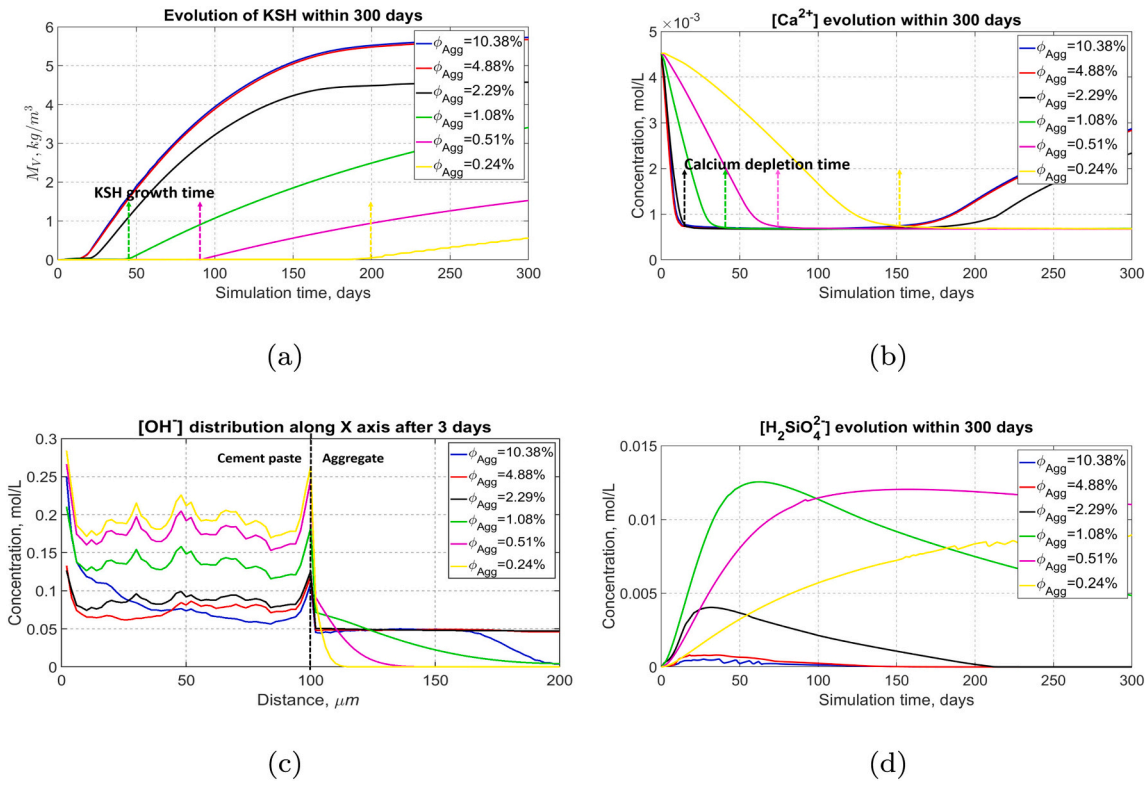 Evolution of KSH within 300 days
6
5
4
3
2
1
0
M_V, kg/m^3
KSH growth time
ϕ_Agg=10.38%
ϕ_Agg=4.88%
ϕ_Agg=2.29%
ϕ_Agg=1.08%
ϕ_Agg=0.51%
ϕ_Agg=0.24%
0 50 100 150 200 250 300
Simulation time, days
(a)
[Ca^{2+}] evolution within 300 days
×10^{-3}
5
4
3
2
1
0
Concentration, mol/L
Calcium depletion time
ϕ_Agg=10.38%
ϕ_Agg=4.88%
ϕ_Agg=2.29%
ϕ_Agg=1.08%
ϕ_Agg=0.51%
ϕ_Agg=0.24%
0 50 100 150 200 250 300
Simulation time, days
(b)
[OH^-] distribution along X axis after 3 days
0.3
0.25
0.2
0.15
0.1
0.05
0
Concentration, mol/L
Cement paste
Aggregate
ϕ_Agg=10.38%
ϕ_Agg=4.88%
ϕ_Agg=2.29%
ϕ_Agg=1.08%
ϕ_Agg=0.51%
ϕ_Agg=0.24%
0 50 100 150 200
Distance, μm
(c)
[H_2SiO_4^{2-}] evolution within 300 days
0.015
0.01
0.005
0
Concentration, mol/L
ϕ_Agg=10.38%
ϕ_Agg=4.88%
ϕ_Agg=2.29%
ϕ_Agg=1.08%
ϕ_Agg=0.51%
ϕ_Agg=0.24%
0 50 100 150 200 250 300
Simulation time, days
(d)